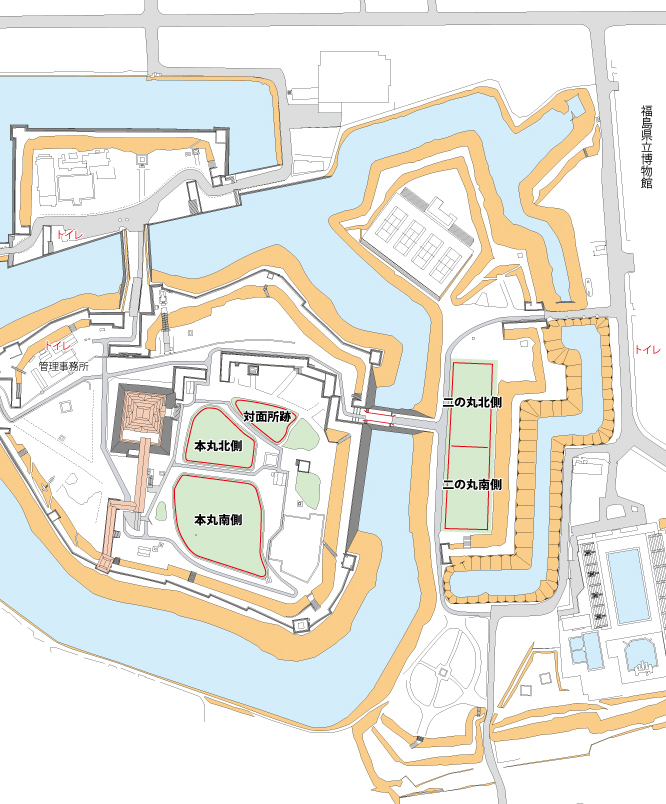 福島県立博物館
トイレ
トイレ
トイレ
管理事務所
対面所跡
本丸北側
二の丸北側
本丸南側
二の丸南側